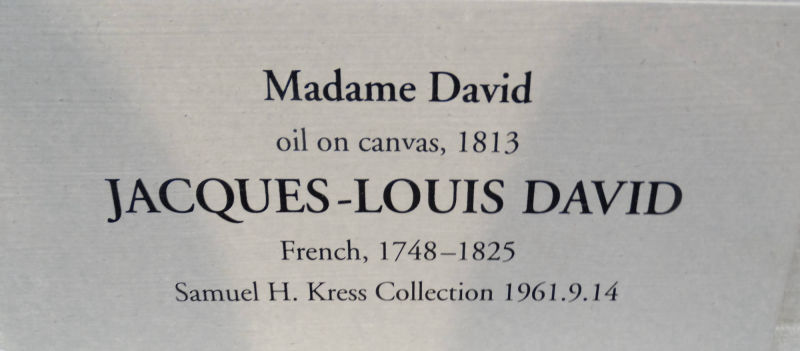 Madame David
oil on canvas, 1813
JACQUES-LOUIS DAVID
French, 1748–1825
Samuel H. Kress Collection 1961.9.14